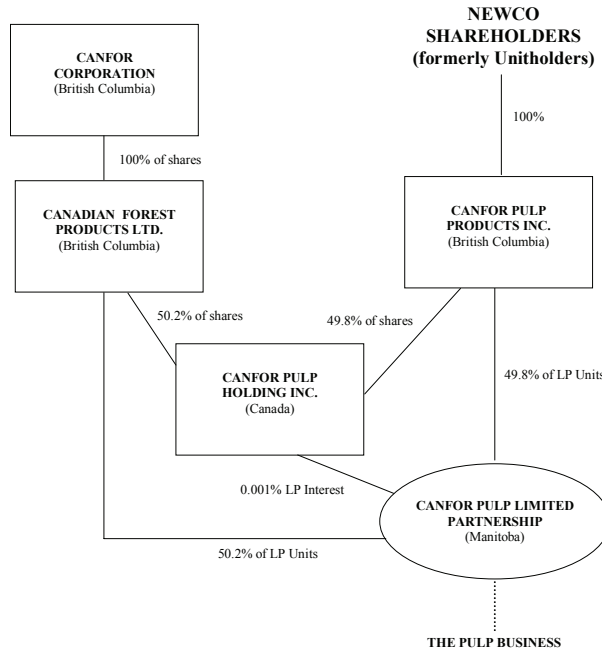 NEWCO
SHAREHOLDERS
(formerly Unitholders)
CANFOR
CORPORATION
(British Columbia)
100%
100% of shares
CANADIAN FOREST
PRODUCTS LTD.
(British Columbia)
CANFOR PULP
PRODUCTS INC.
(British Columbia)
50.2% of shares
49.8% of shares
49.8% of LP Units
CANFOR PULP
HOLDING INC.
(Canada)
0.001% LP Interest
CANFOR PULP LIMITED
PARTNERSHIP
(Manitoba)
50.2% of LP Units
THE PULP BUSINESS